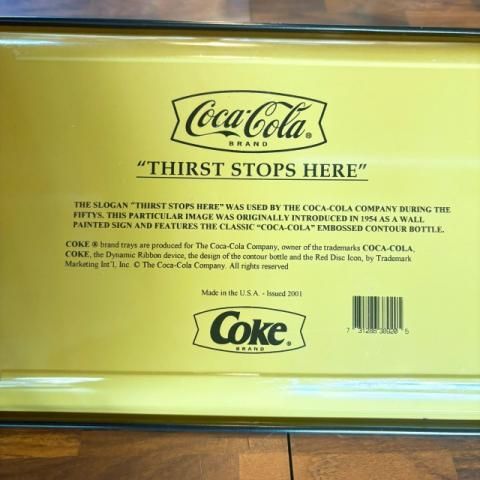 Coca-Cola®
BRAND
"THIRST STOPS HERE"
THE SLOGAN "THIRST STOPS HERE" WAS USED BY THE COCA-COLA COMPANY DURING THE
FIFTYS. THIS PARTICULAR IMAGE WAS ORIGINALLY INTRODUCED IN 1954 AS A WALL
PAINTED SIGN AND FEATURES THE CLASSIC "COCA-COLA" EMBOSSED CONTOUR BOTTLE.
COKE ® brand trays are produced for The Coca-Cola Company, owner of the trademarks COCA-COLA,
COKE, the Dynamic Ribbon device, the design of the contour bottle and the Red Disc Icon, by Trademark
Marketing Int'l, Inc. © The Coca-Cola Company. All rights reserved
Made in the U.S.A. - Issued 2001
Coke®
BRAND
7 31286 38920 5